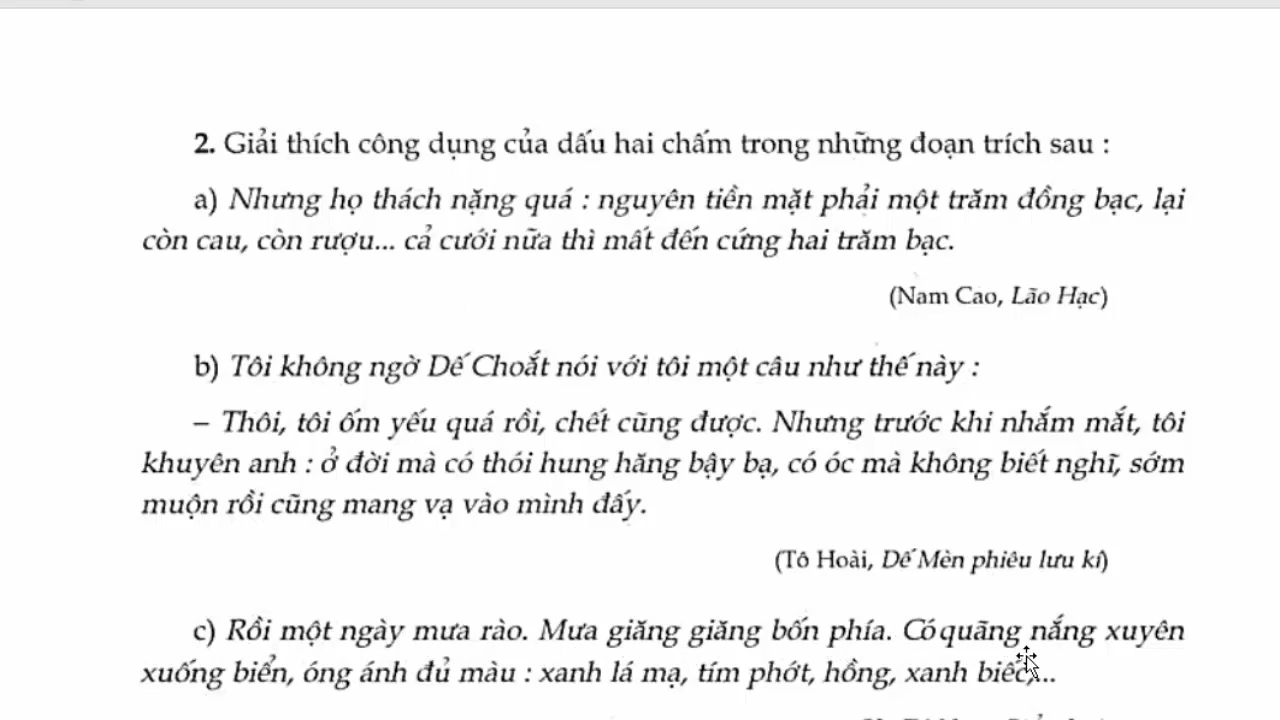 2. Giải thích công dụng của dấu hai chấm trong những đoạn trích sau :
a) Nhưng họ thách nặng quá : nguyên tiền mặt phải một trăm đồng bạc, lại
còn cau, còn rượu... cả cưới nữa thì mất đến cứng hai trăm bạc.
(Nam Cao, Lão Hạc)
b) Tôi không ngờ Dế Choắt nói với tôi một câu như thế này :
– Thôi, tôi ốm yếu quá rồi, chết cũng được. Nhưng trước khi nhắm mắt, tôi
khuyên anh : ở đời mà có thói hung hăng bậy bạ, có óc mà không biết nghĩ, sớm
muộn rồi cũng mang vạ vào mình đấy.
(Tô Hoài, Dế Mèn phiêu lưu kí)
c) Rồi một ngày mưa rào. Mưa giăng giăng bốn phía. Có quãng nắng xuyên
xuống biển, óng ánh đủ màu : xanh lá mạ, tím phớt, hồng, xanh biếc,...